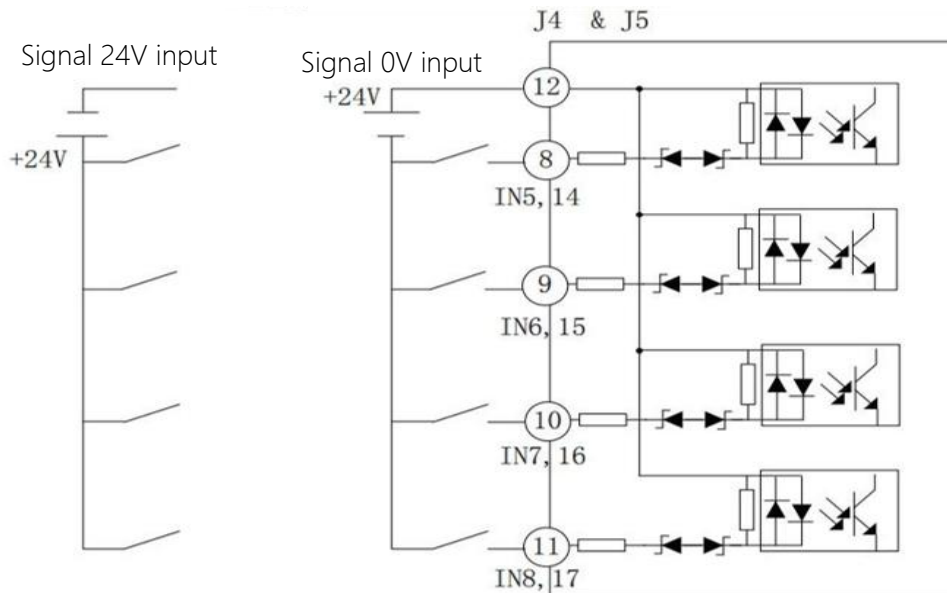 J4 & J5
Signal 24V input
Signal 0V input
+24V
12
+24V
8
IN5, 14
9
IN6, 15
10
IN7, 16
11
IN8, 17